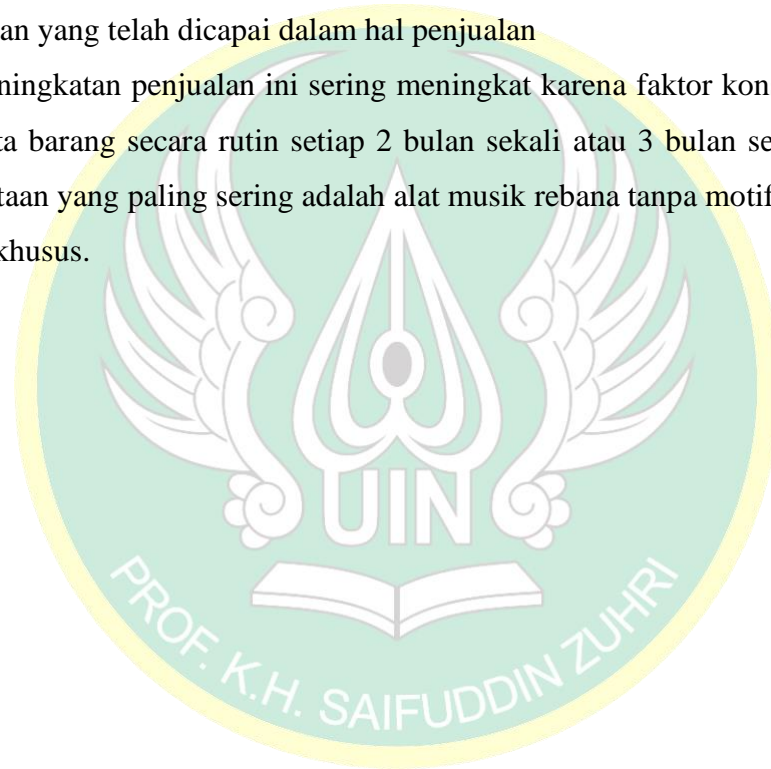 an yang telah dicapai dalam hal penjualan
ningkatan penjualan ini sering meningkat karena faktor kon
ta barang secara rutin setiap 2 bulan sekali atau 3 bulan se
taan yang paling sering adalah alat musik rebana tanpa motif
khusus.
UIN
PROF. K.H. SAIFUDDIN ZUHRI